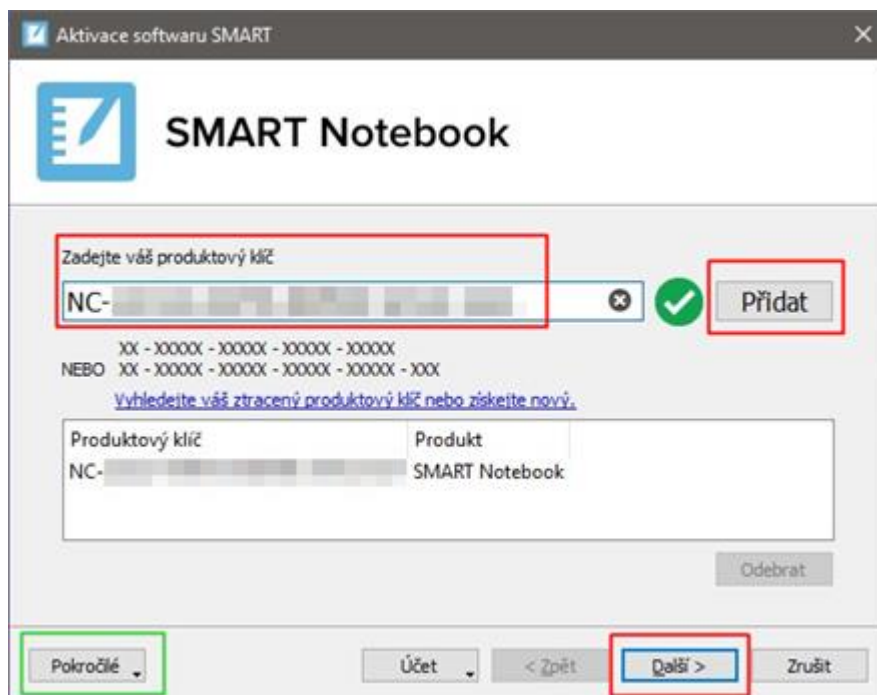 Aktivace softwaru SMART
SMART Notebook
Zadejte váš produktový klíč
NC-
Přidat
XX - XXXXX - XXXXX - XXXXX - XXXXX
NEBO XX - XXXXX - XXXXX - XXXXX - XXXXX - XXX
Vyhledejte váš ztracený produktový klíč nebo získejte nový.
Produktový klíč Produkt
NC- SMART Notebook
Odebrat
Pokročilé Účet < Zpět Další > Zrušit